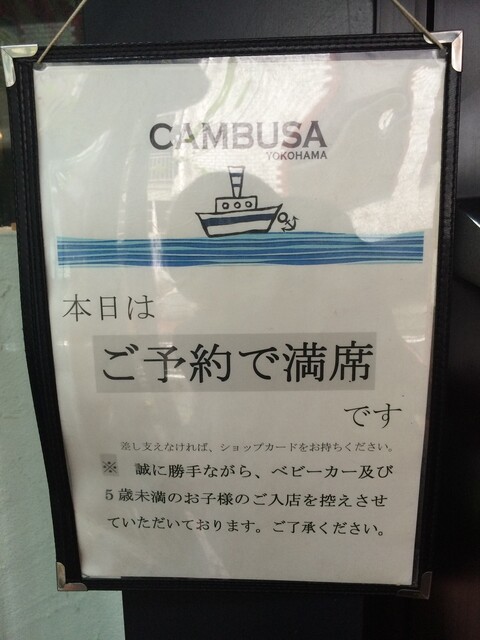 CAMBUSA
YOKOHAMA
本日は
ご予約で満席
です
差し支えなければ、ショップカードをお持ちください。
※ 誠に勝手ながら、ベビーカー及び
5歳未満のお子様のご入店を控えさせ
ていただいております。ご了承ください。